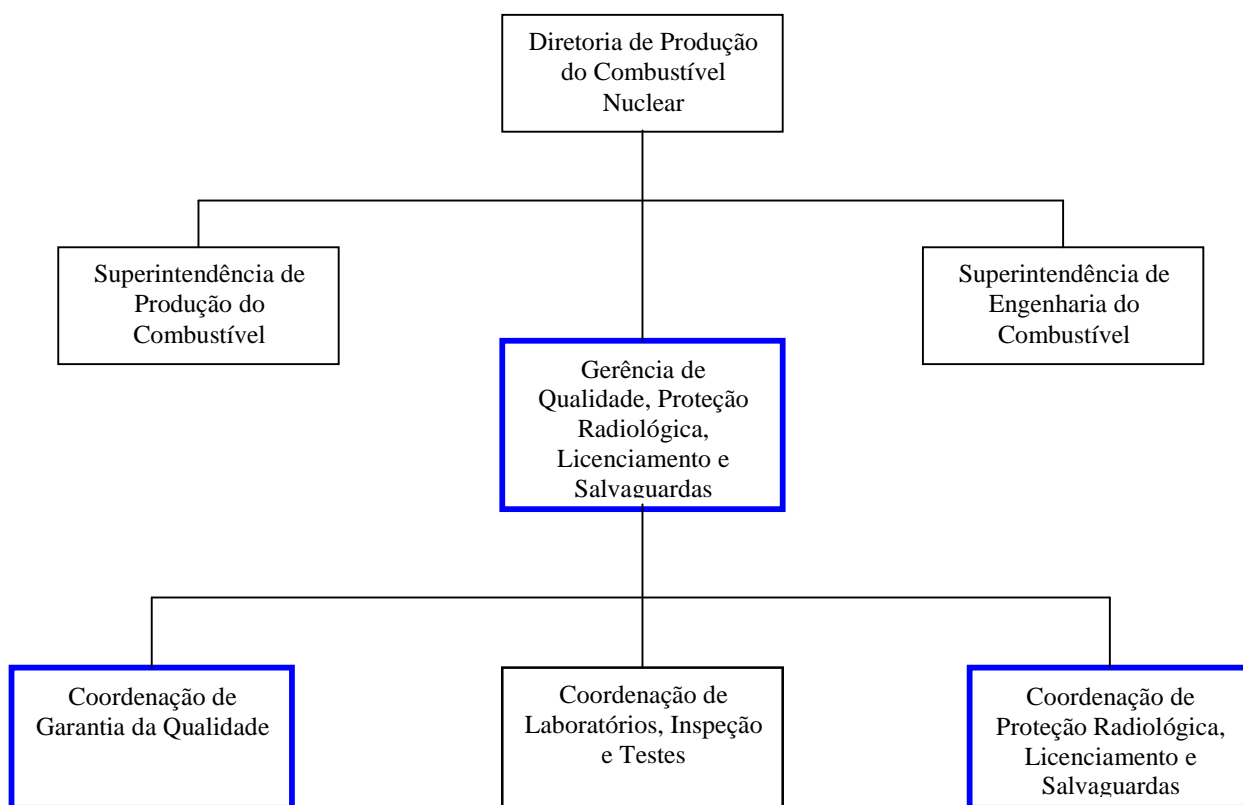 Diretoria de Produção
do Combustível
Nuclear
Superintendência de
Produção do
Combustível
Superintendência de
Engenharia do
Combustível
Gerência de
Qualidade, Proteção
Radiológica,
Licenciamento e
Salvaguardas
Coordenação de
Garantia da Qualidade
Coordenação de
Laboratórios, Inspeção
e Testes
Coordenação de
Proteção Radiológica,
Licenciamento e
Salvaguardas